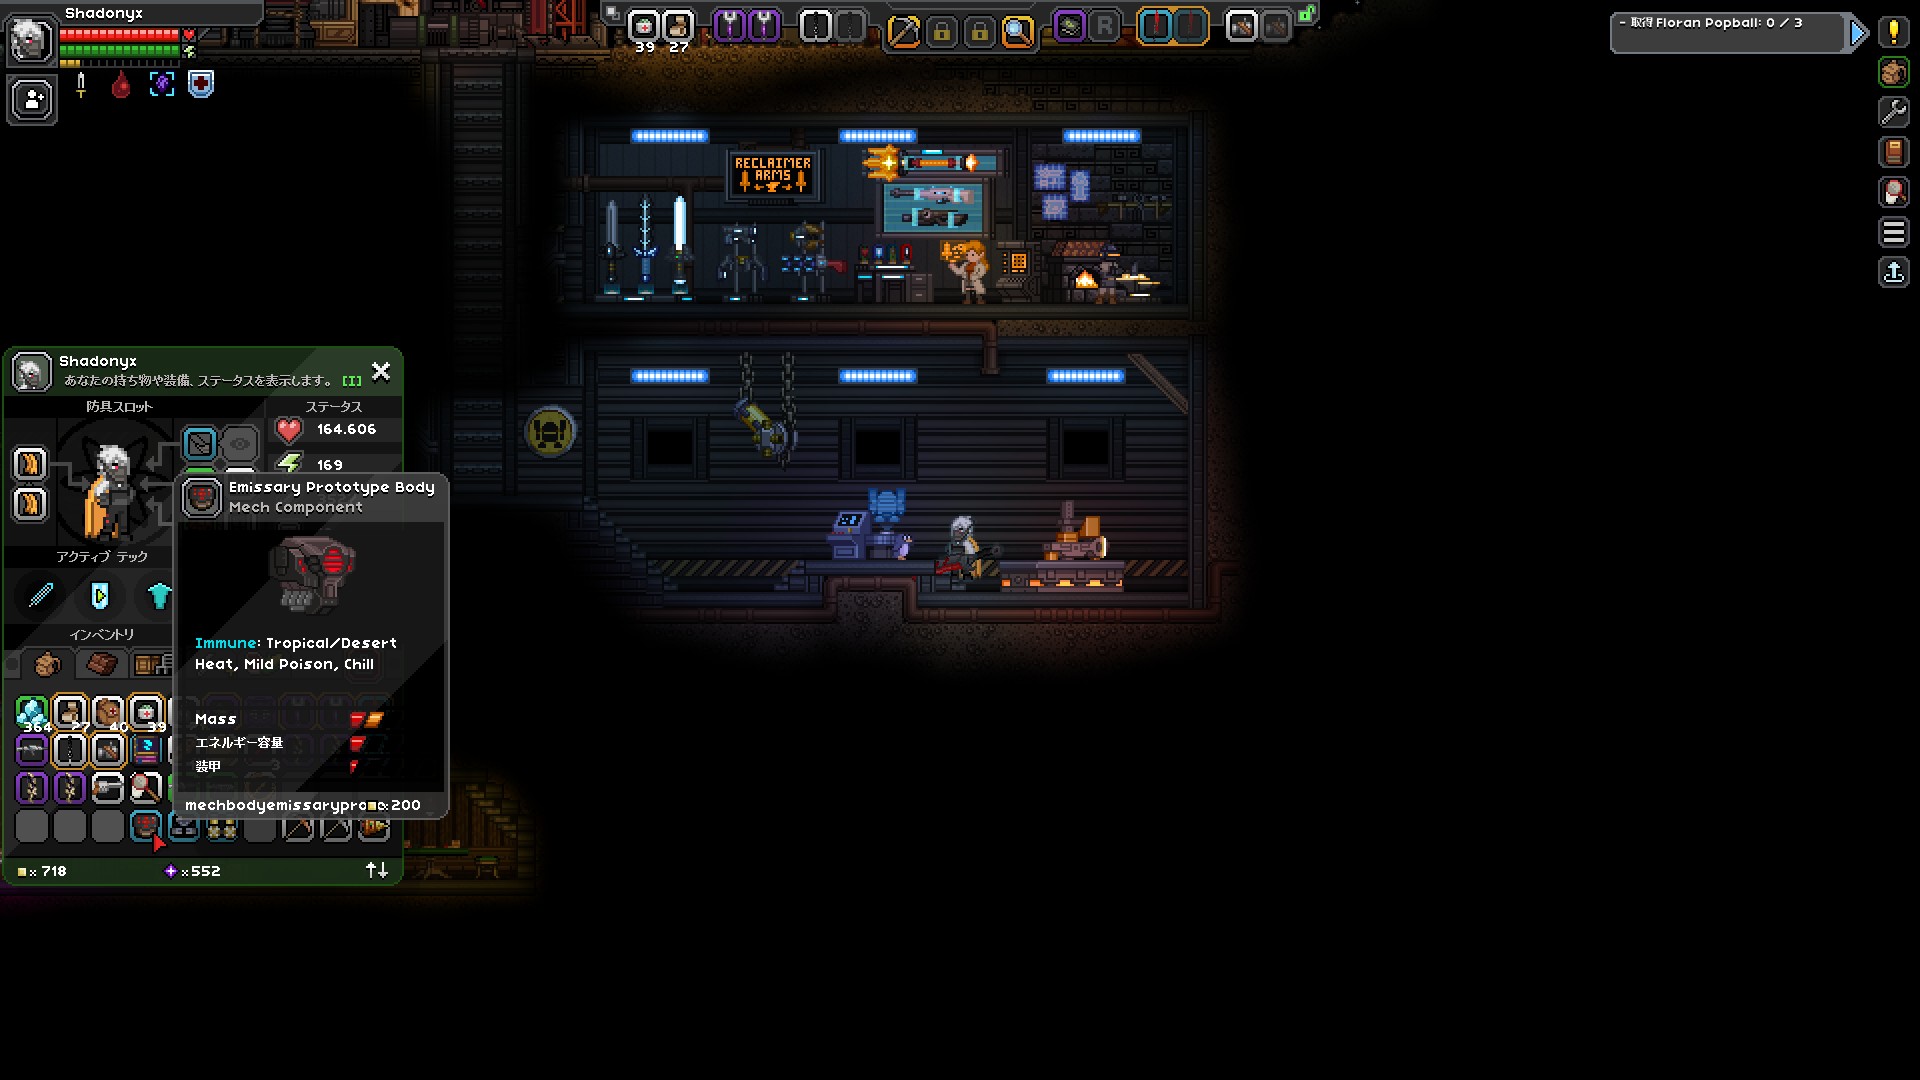 Shadonyx
39
27
R
- 取得 Floran Popball: 0 / 3
RECLAIMER
ARMS
Shadonyx
あなたの持ち物や装備、ステータスを表示します。 [I]
防具スロット
ステータス
164.606
169
アクティブ テック
インベントリ
Emissary Prototype Body
Mech Component
Immune: Tropical/Desert
Heat, Mild Poison, Chill
Mass
エネルギー容量
装甲
mechbodyemissarypro
x 200
364
27
40
39
x 718
x 552